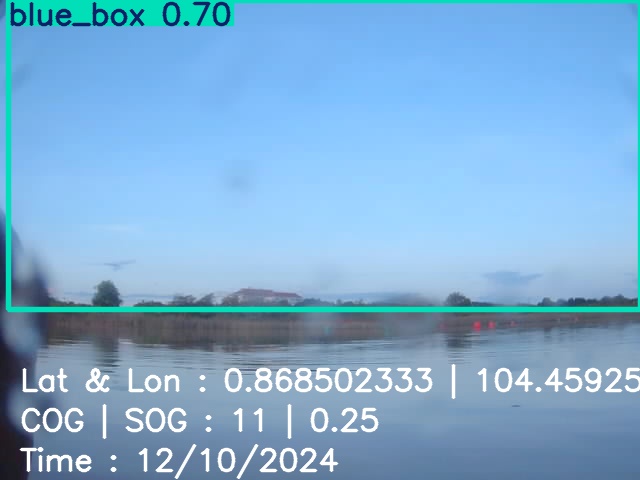 blue_box 0.70
Lat & Lon : 0.868502333 | 104.45925
COG | SOG : 11 | 0.25
Time : 12/10/2024